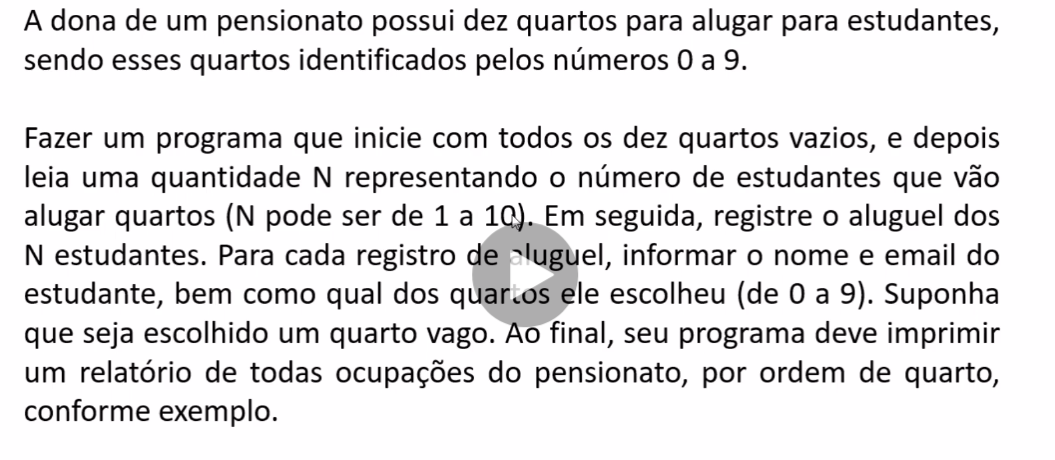 A dona de um pensionato possui dez quartos para alugar para estudantes,
sendo esses quartos identificados pelos números 0 a 9.
Fazer um programa que inicie com todos os dez quartos vazios, e depois
leia uma quantidade N representando o número de estudantes que vão
alugar quartos (N pode ser de 1 a 10). Em seguida, registre o aluguel dos
N estudantes. Para cada registro de aluguel, informar o nome e email do
estudante, bem como qual dos quartos ele escolheu (de 0 a 9). Suponha
que seja escolhido um quarto vago. Ao final, seu programa deve imprimir
um relatório de todas ocupações do pensionato, por ordem de quarto,
conforme exemplo.